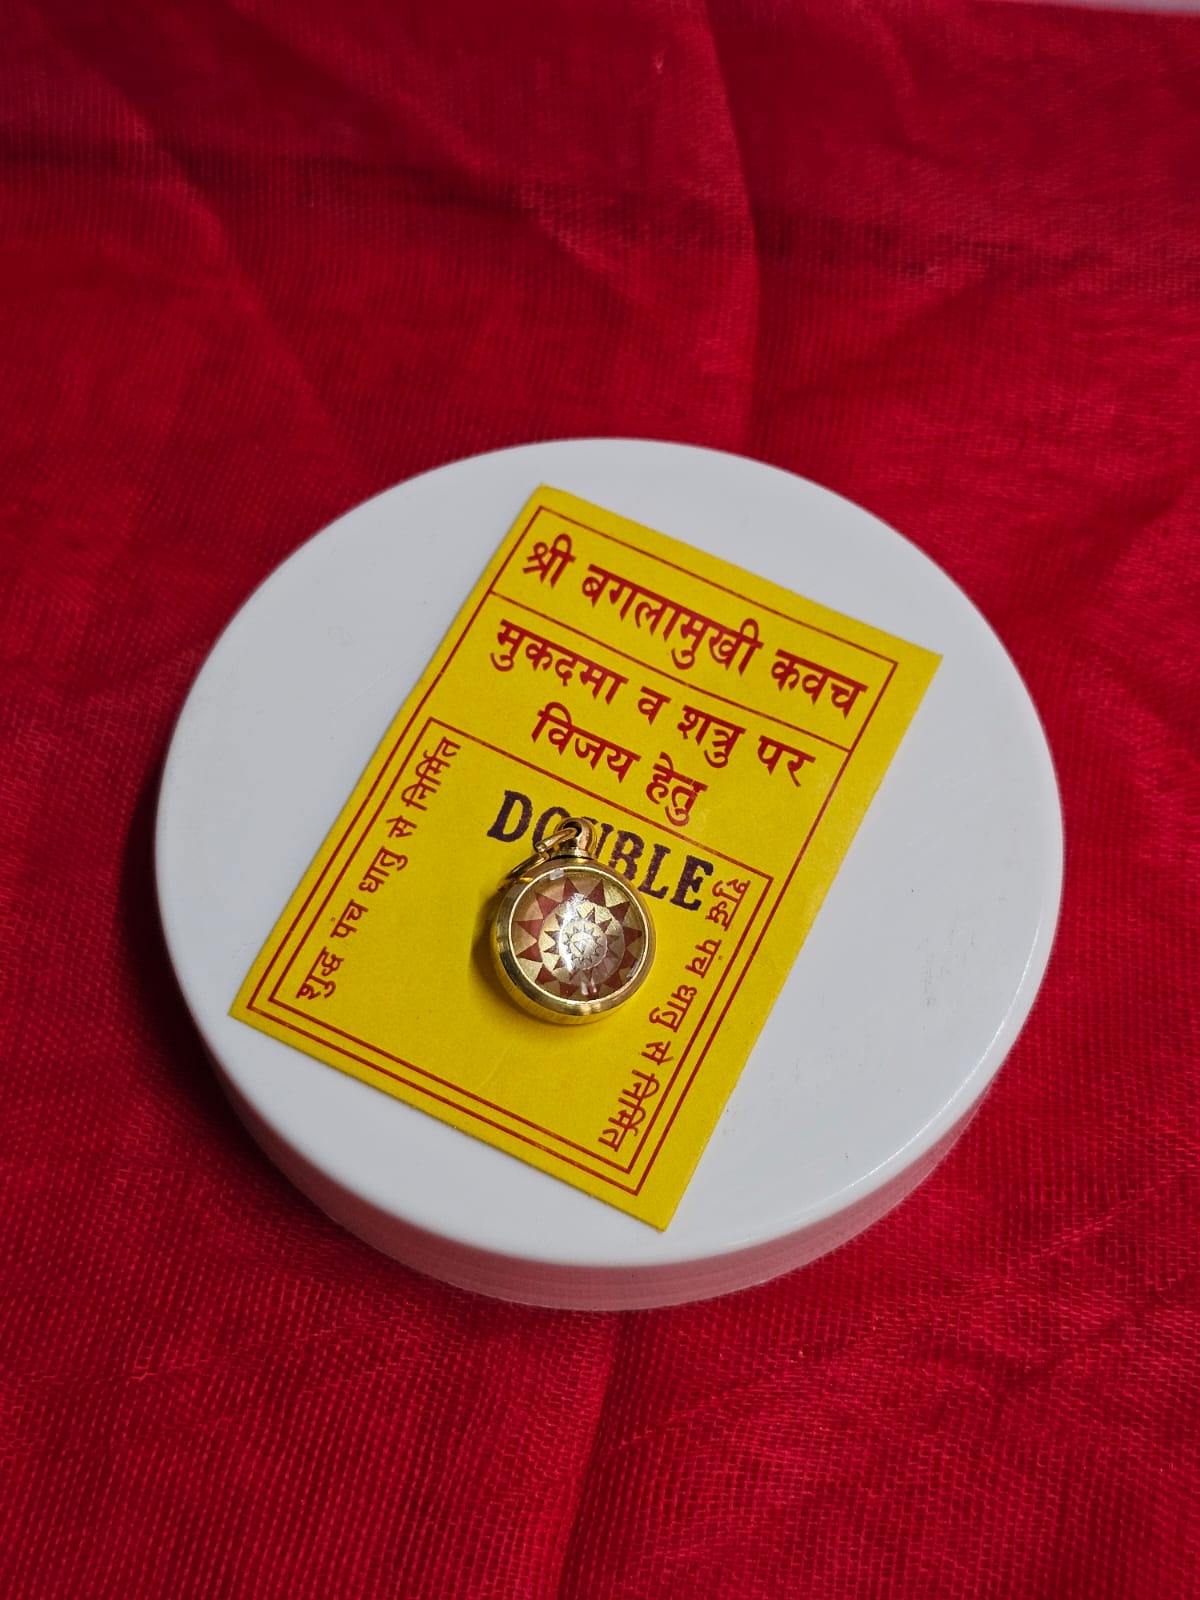 श्री बगलामुखी कवच
मुकदमा व शत्रु पर
विजय हेतु
DOUBLE
शुद्ध पंच धातु से निर्मित
शुद्ध पंच धातु से निर्मित